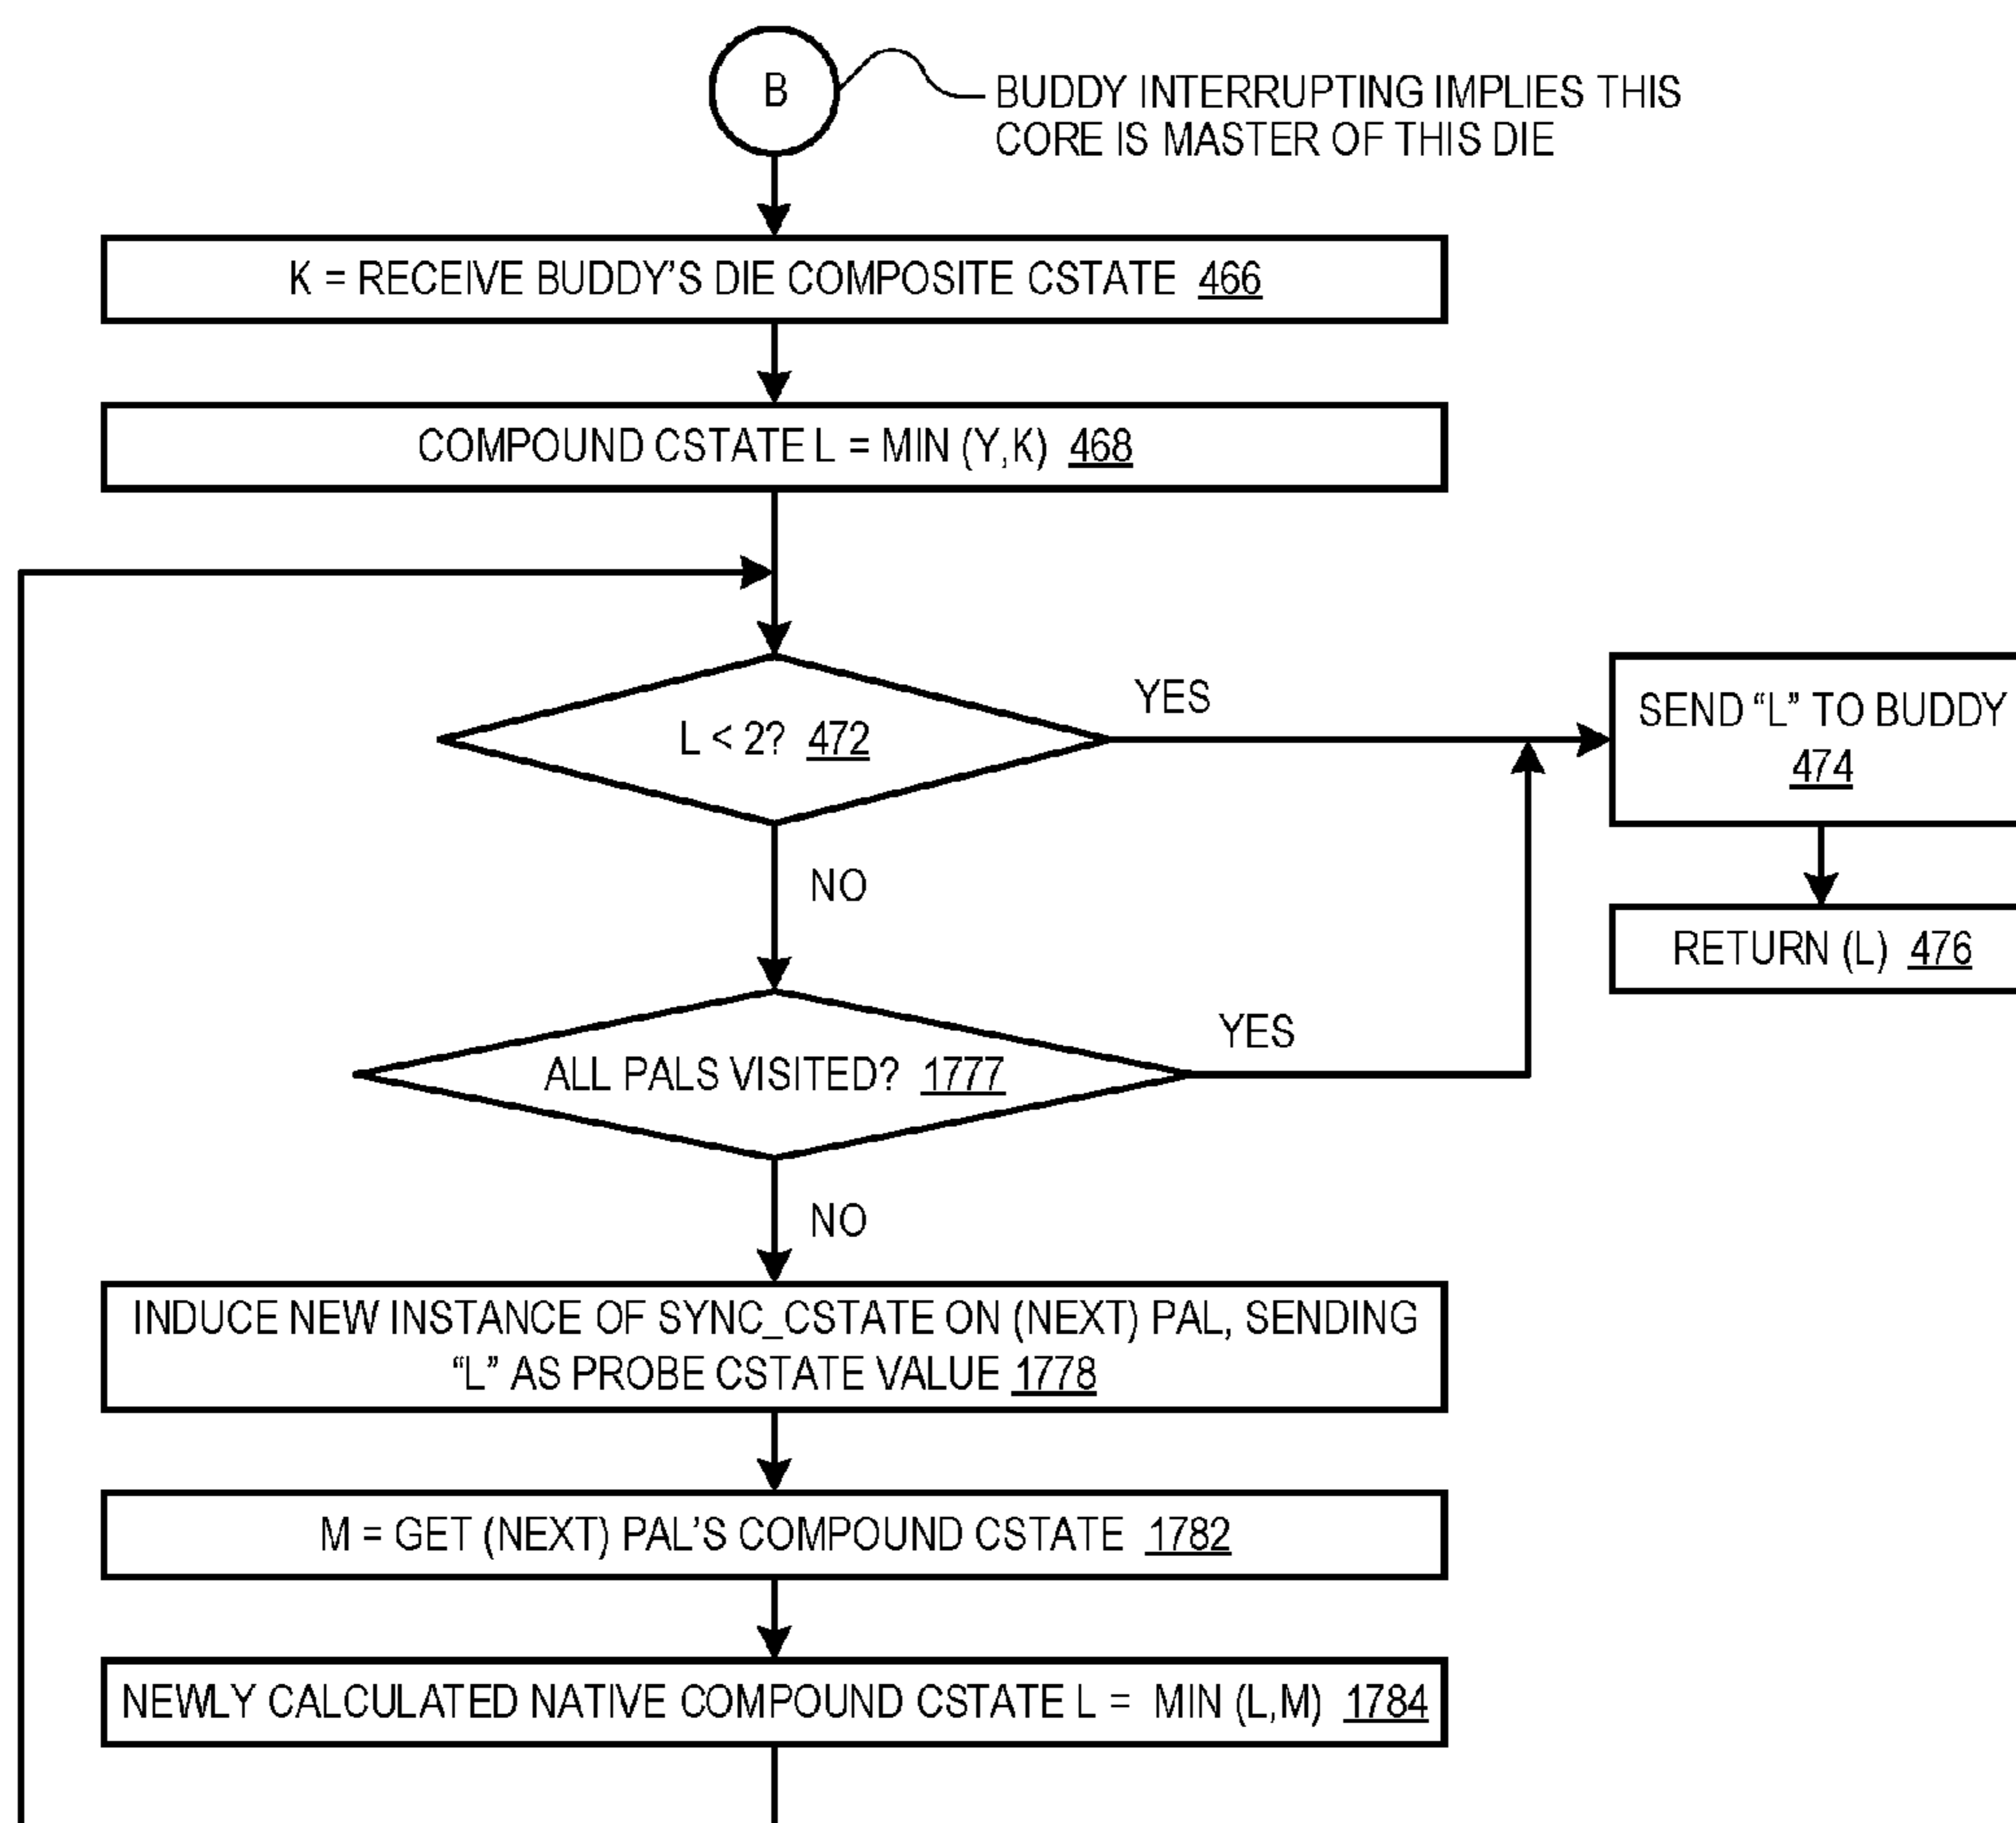 B
BUDDY INTERRUPTING IMPLIES THIS
CORE IS MASTER OF THIS DIE
K = RECEIVE BUDDY'S DIE COMPOSITE CSTATE 466
COMPOUND CSTATE L = MIN (Y,K) 468
L < 2? 472
YES
SEND "L" TO BUDDY
474
NO
RETURN (L) 476
ALL PALS VISITED? 1777
YES
NO
INDUCE NEW INSTANCE OF SYNC_CSTATE ON (NEXT) PAL, SENDING
"L" AS PROBE CSTATE VALUE 1778
M = GET (NEXT) PAL'S COMPOUND CSTATE 1782
NEWLY CALCULATED NATIVE COMPOUND CSTATE L = MIN (L,M) 1784